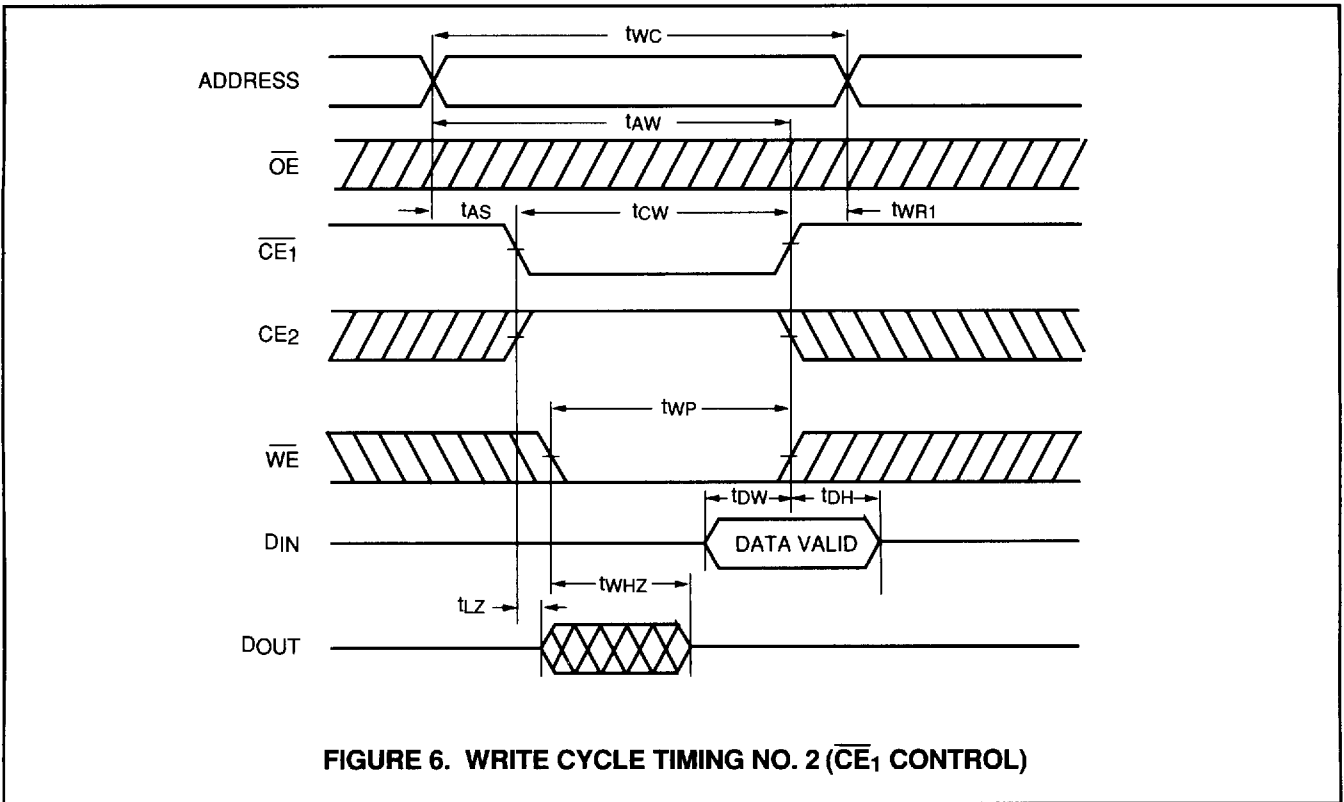 tWC
ADDRESS
tAW
OE
tAS
tCW
tWR1
CE1
CE2
tWP
WE
tDW
tDH
DIN
DATA VALID
tWHZ
tLZ
DOUT
FIGURE 6. WRITE CYCLE TIMING NO. 2 (CE1 CONTROL)